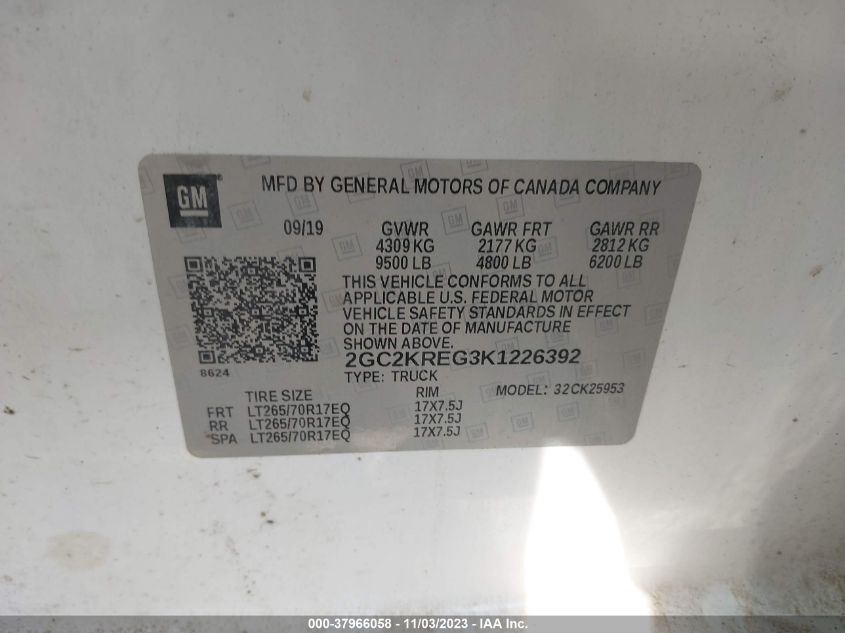 GM MFD BY GENERAL MOTORS OF CANADA COMPANY
09/19 GVWR GAWR FRT GAWR RR
4309 KG 2177 KG 2812 KG
9500 LB 4800 LB 6200 LB
THIS VEHICLE CONFORMS TO ALL
APPLICABLE U.S. FEDERAL MOTOR
VEHICLE SAFETY STANDARDS IN EFFECT
ON THE DATE OF MANUFACTURE
SHOWN ABOVE.
2GC2KREG3K1226392
8624 TYPE: TRUCK MODEL: 32CK25953
TIRE SIZE RIM
FRT LT265/70R17EQ 17X7.5J
RR LT265/70R17EQ 17X7.5J
SPA LT265/70R17EQ 17X7.5J
000-37966058 - 11/03/2023 - IAA Inc.